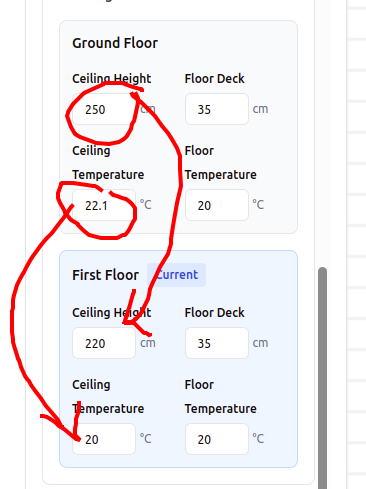 Ground Floor
Ceiling Height Floor Deck
250 cm 35 cm
Ceiling Floor
Temperature Temperature
22.1 °C 20 °C
First Floor Current
Ceiling Height Floor Deck
220 cm 35 cm
Ceiling Floor
Temperature Temperature
20 °C 20 °C